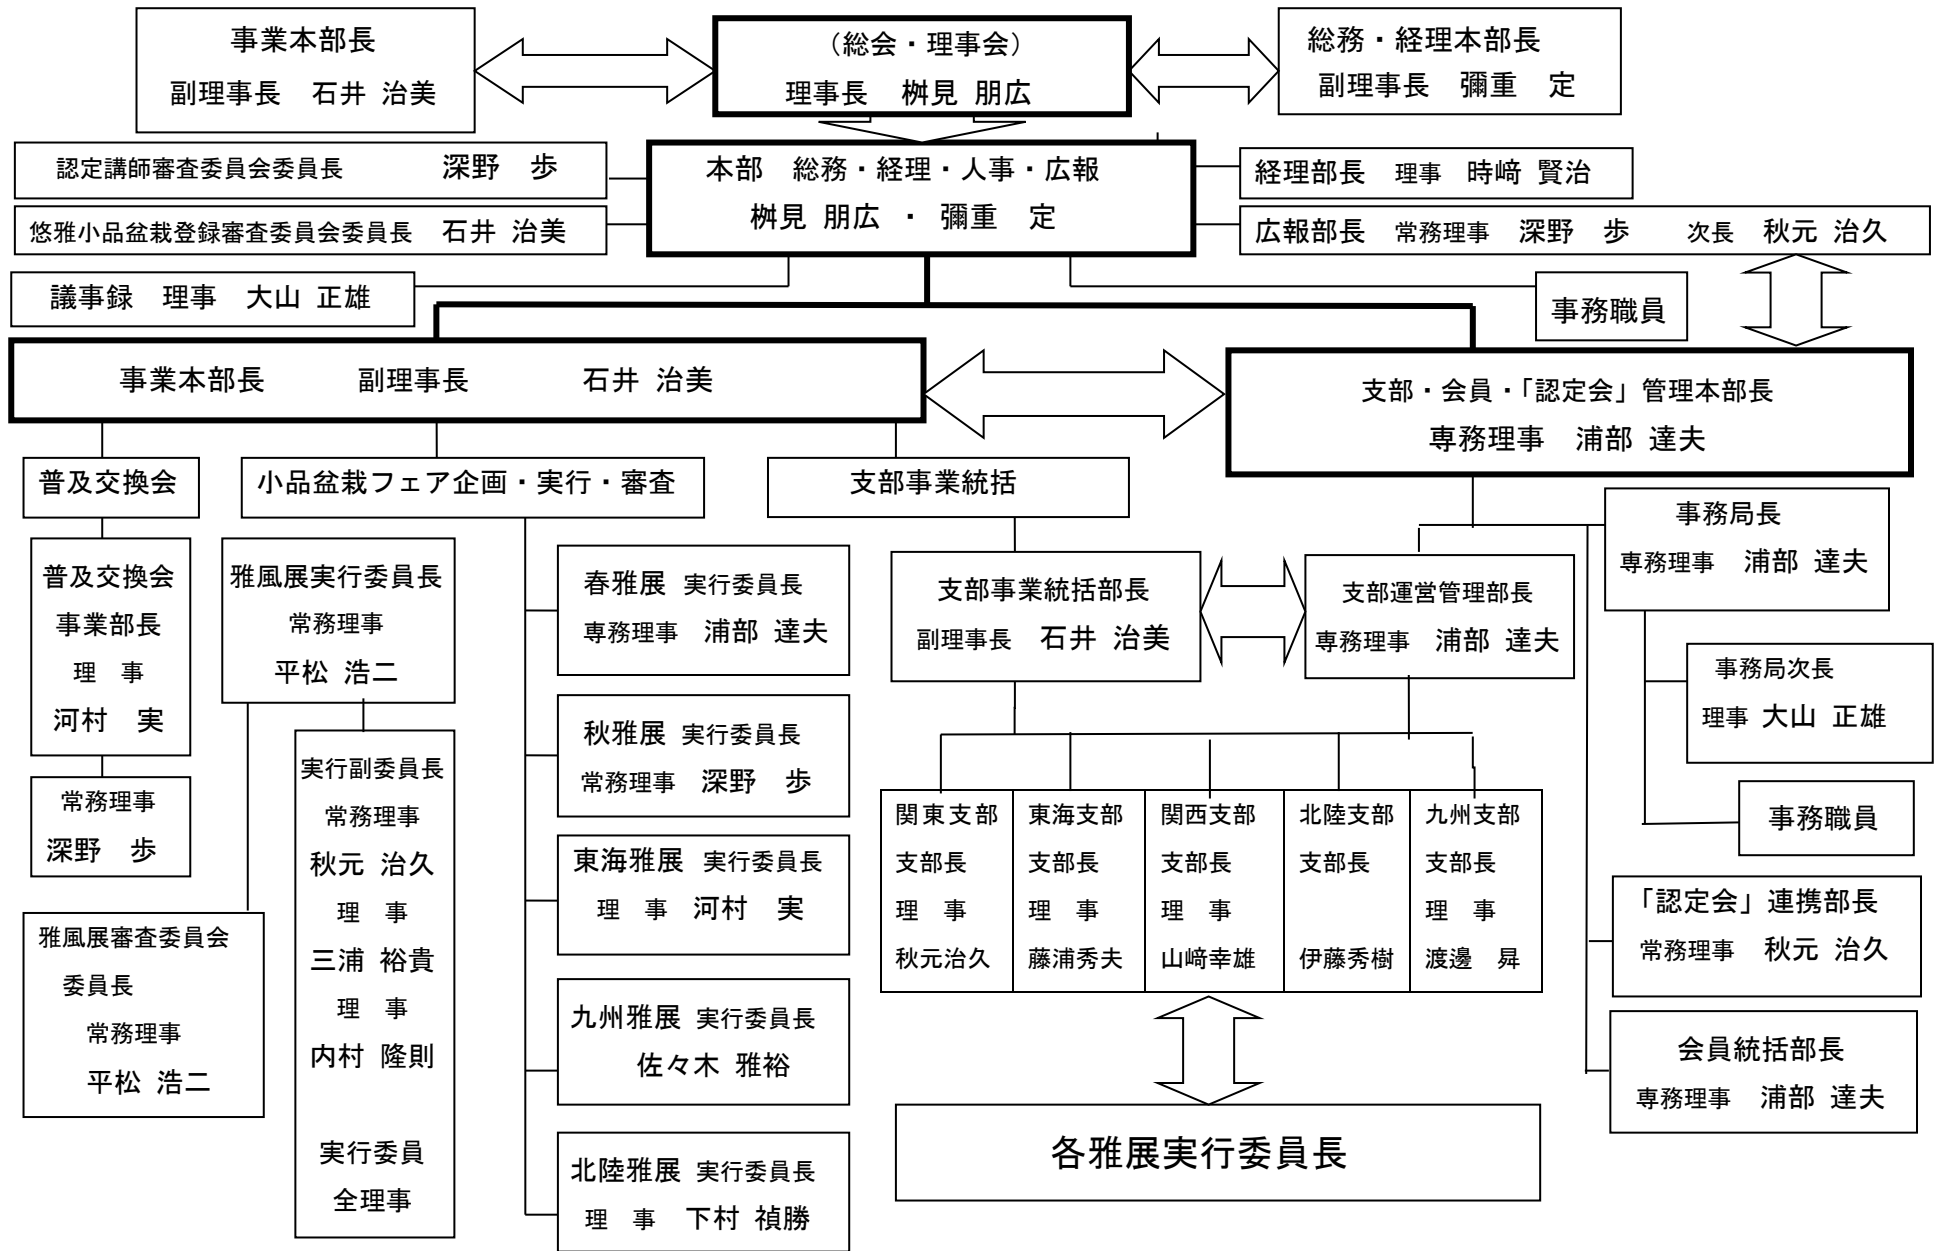 事業本部長
副理事長 石井 治美
（総会・理事会）
理事長 桝見 朋広
総務・経理本部長
副理事長 彌重 定
認定講師審査委員会委員長 深野 歩
悠雅小品盆栽登録審査委員会委員長 石井 治美
議事録 理事 大山 正雄
本部 総務・経理・人事・広報
桝見 朋広 ・ 彌重 定
経理部長 理事 時﨑 賢治
広報部長 常務理事 深野 歩 次長 秋元 治久
事務職員
事業本部長 副理事長 石井 治美
支部・会員・「認定会」管理本部長
専務理事 浦部 達夫
普及交換会
小品盆栽フェア企画・実行・審査
支部事業統括
普及交換会
事業部長
理 事
河村 実
常務理事
深野 歩
雅風展実行委員長
常務理事
平松 浩二
実行副委員長
常務理事
秋元 治久
理 事
三浦 裕貴
理 事
内村 隆則
実行委員
全理事
雅風展審査委員会
委員長
常務理事
平松 浩二
春雅展 実行委員長
専務理事 浦部 達夫
秋雅展 実行委員長
常務理事 深野 歩
東海雅展 実行委員長
理 事 河村 実
九州雅展 実行委員長
佐々木 雅裕
北陸雅展 実行委員長
理 事 下村 禎勝
支部事業統括部長
副理事長 石井 治美
支部運営管理部長
専務理事 浦部 達夫
関東支部
支部長
理 事
秋元治久
東海支部
支部長
理 事
藤浦秀夫
関西支部
支部長
理 事
山﨑幸雄
北陸支部
支部長
伊藤秀樹
九州支部
支部長
理 事
渡邊 曻
各雅展実行委員長
事務局長
専務理事 浦部 達夫
事務局次長
理事 大山 正雄
事務職員
「認定会」連携部長
常務理事 秋元 治久
会員統括部長
専務理事 浦部 達夫